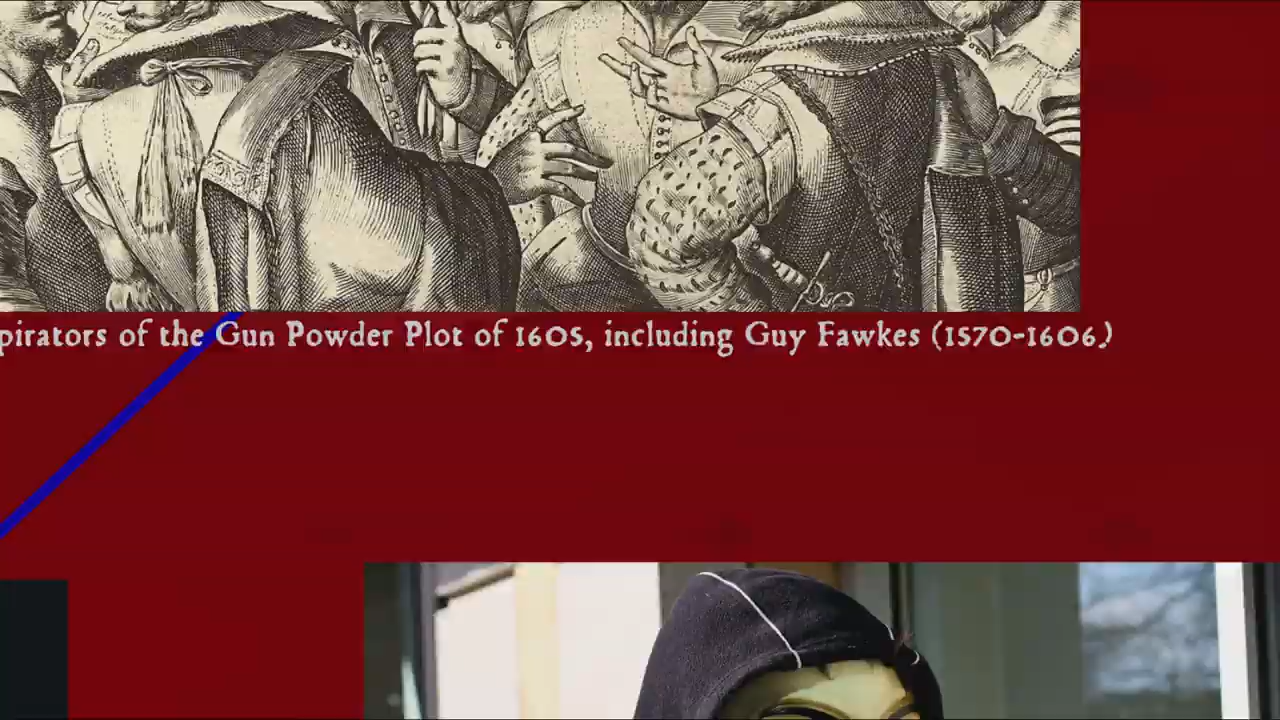 pirators of the Gun Powder Plot of 1605, including Guy Fawkes (1570-1606)